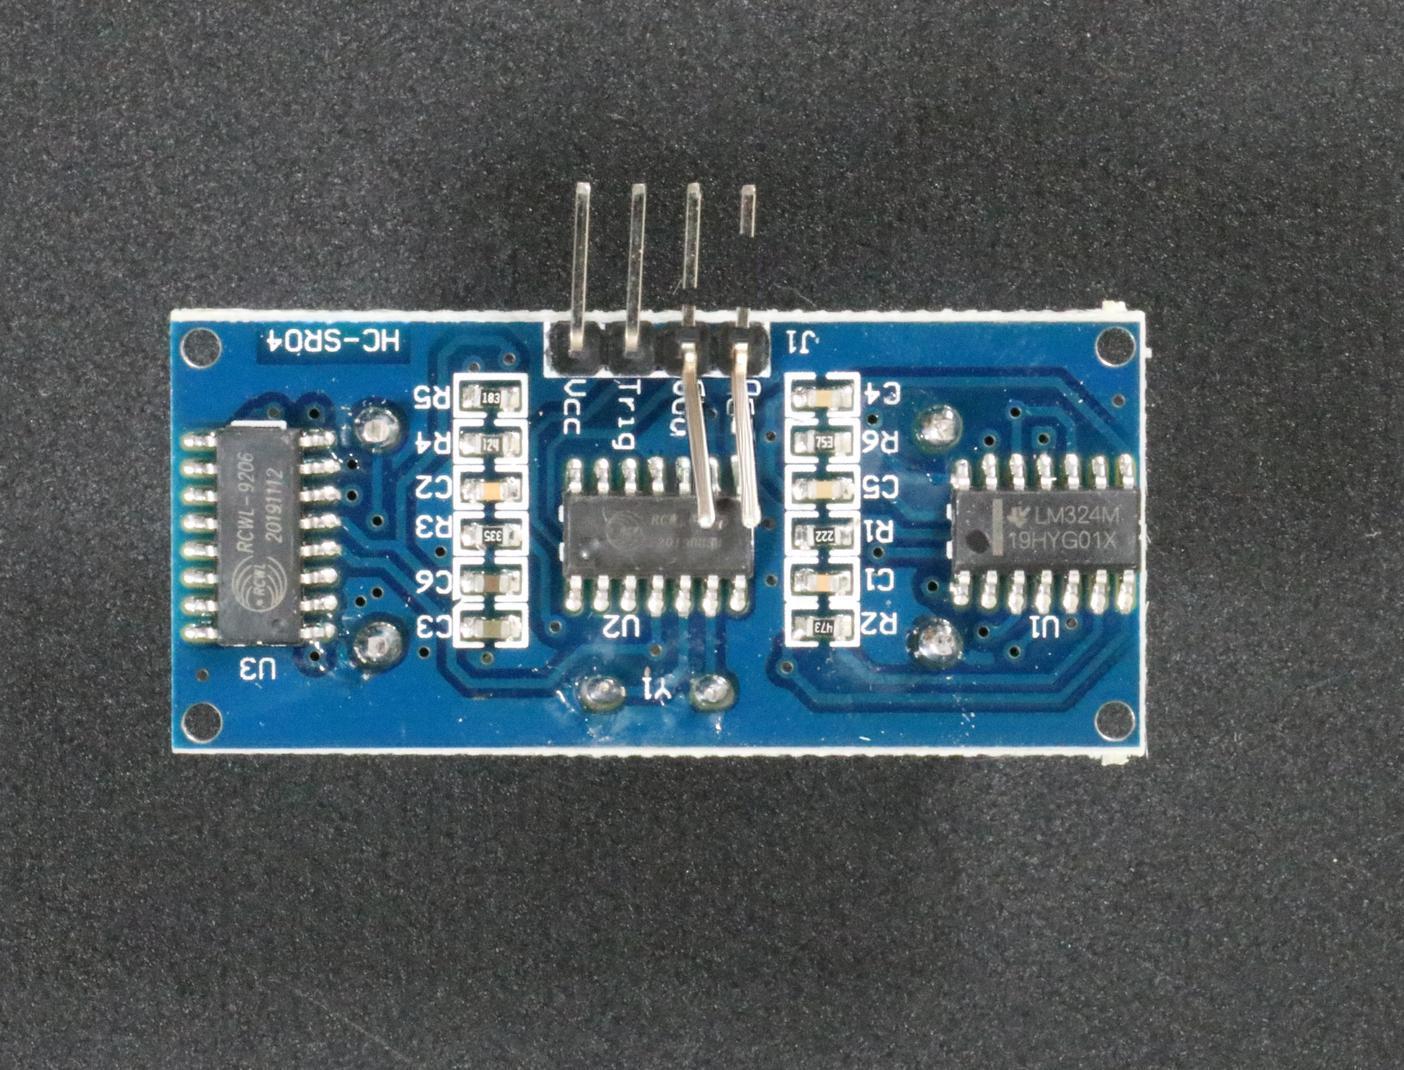 HC-SR04
J1
R5
183
Vcc
Trig
C4
R4
124
R6
753
C2
C5
R3
335
R1
222
C6
C1
C3
R2
473
U3
U2
U1
Y1
RCWL-9206
20191112
RCWL
LM324M
19HYG01X